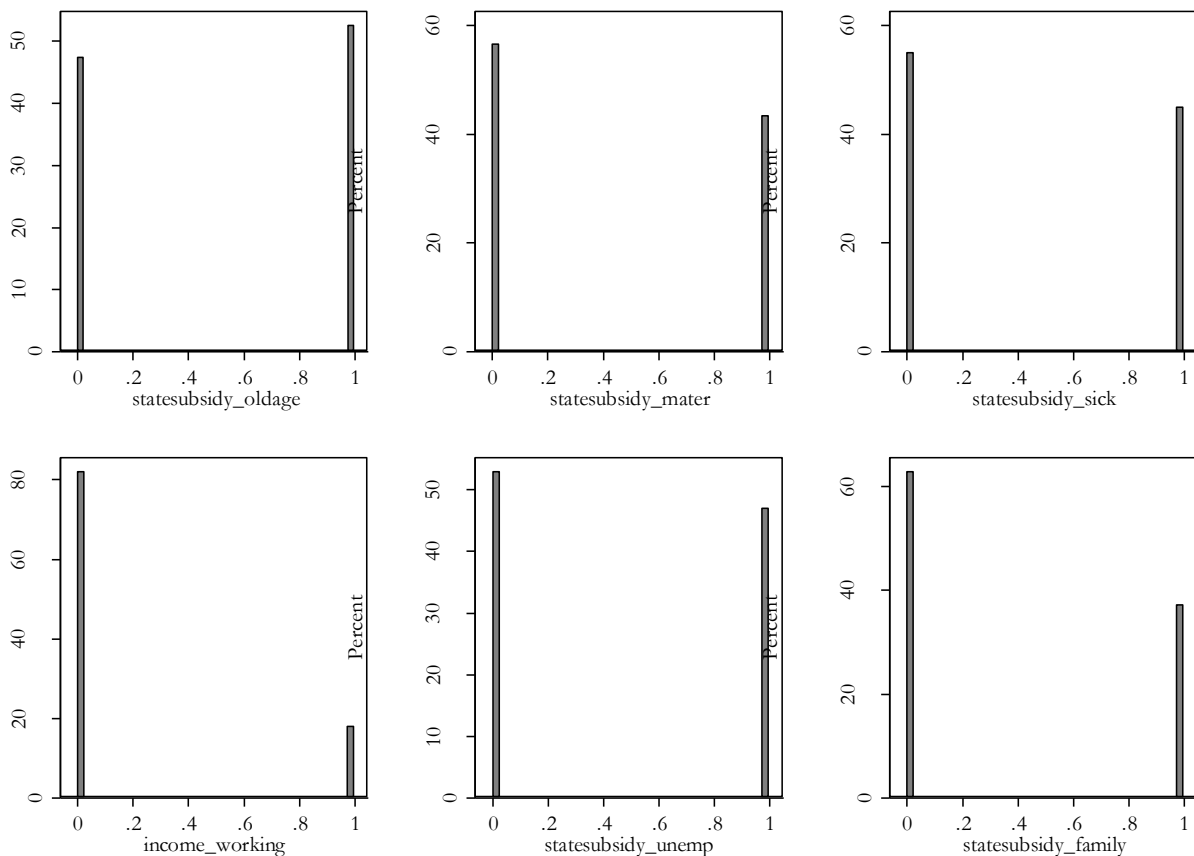 50
40
30
20
10
0
Percent
0 .2 .4 .6 .8 1
statesubsidy_oldage
60
40
20
0
Percent
0 .2 .4 .6 .8 1
statesubsidy_mater
60
40
20
0
0 .2 .4 .6 .8 1
statesubsidy_sick
80
60
40
20
0
Percent
0 .2 .4 .6 .8 1
income_working
50
40
30
20
10
0
Percent
0 .2 .4 .6 .8 1
statesubsidy_unemp
60
40
20
0
0 .2 .4 .6 .8 1
statesubsidy_family